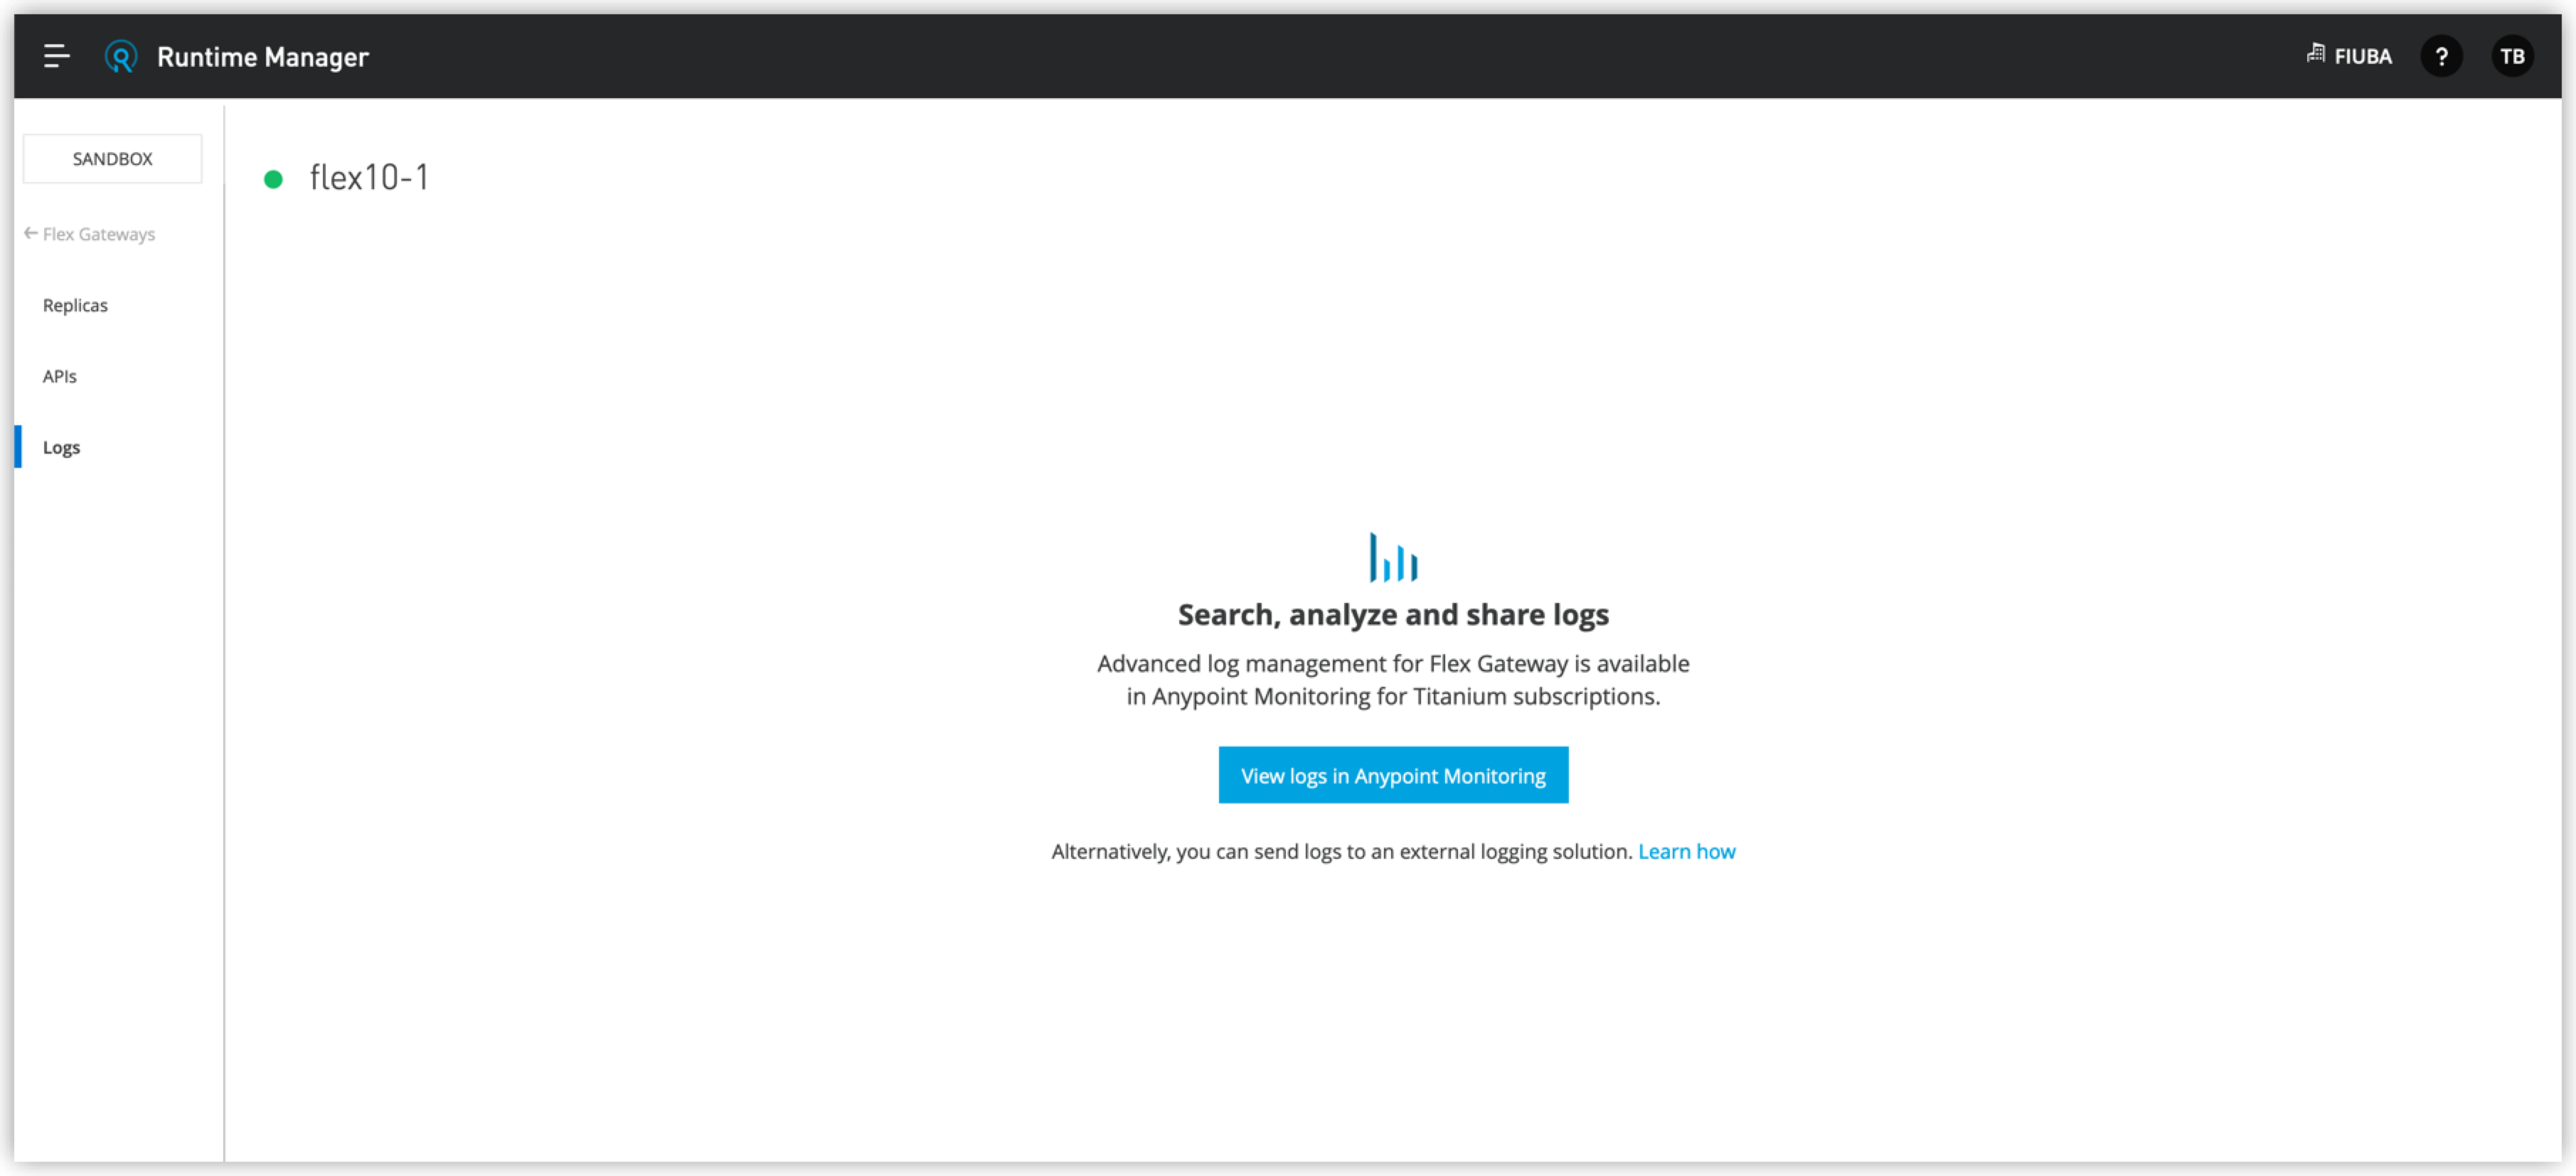 Runtime Manager
FIUBA
?
TB
SANDBOX
← Flex Gateways
Replicas
APIs
Logs
flex10-1
Search, analyze and share logs
Advanced log management for Flex Gateway is available
in Anypoint Monitoring for Titanium subscriptions.
View logs in Anypoint Monitoring
Alternatively, you can send logs to an external logging solution. Learn how